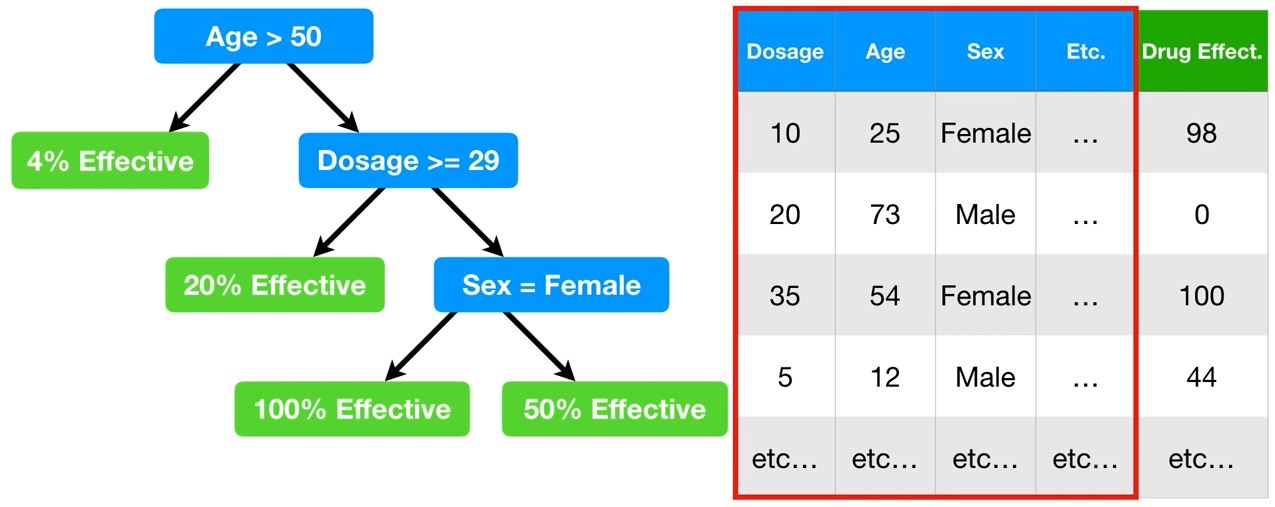 Age > 50
4% Effective
Dosage >= 29
20% Effective
Sex = Female
100% Effective
50% Effective
Dosage Age Sex Etc. Drug Effect.
10 25 Female … 98
20 73 Male … 0
35 54 Female … 100
5 12 Male … 44
etc… etc… etc… etc… etc…